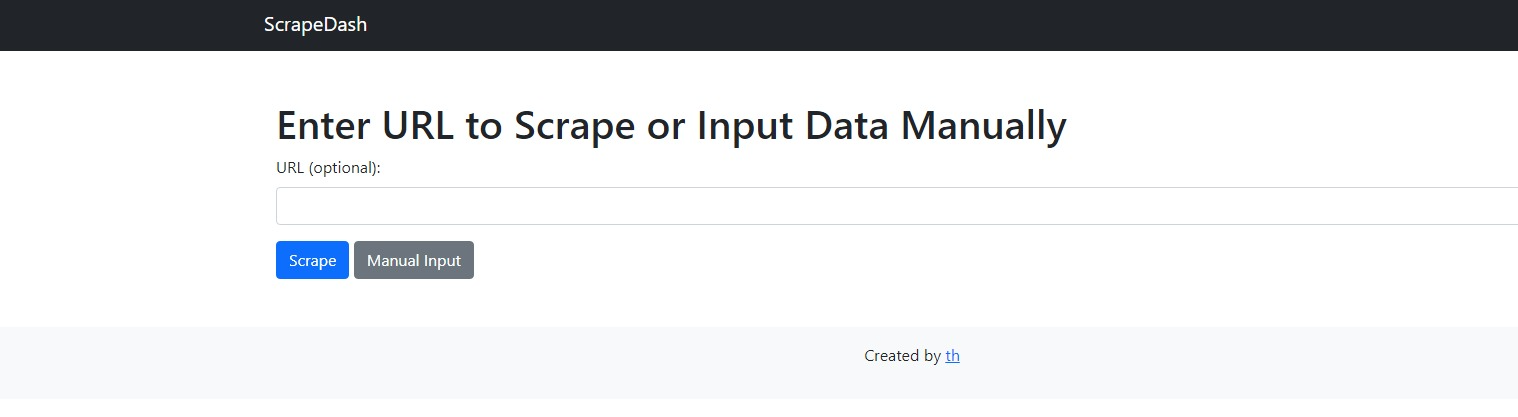 ScrapeDash
Enter URL to Scrape or Input Data Manually
URL (optional):
Scrape Manual Input
Created by th